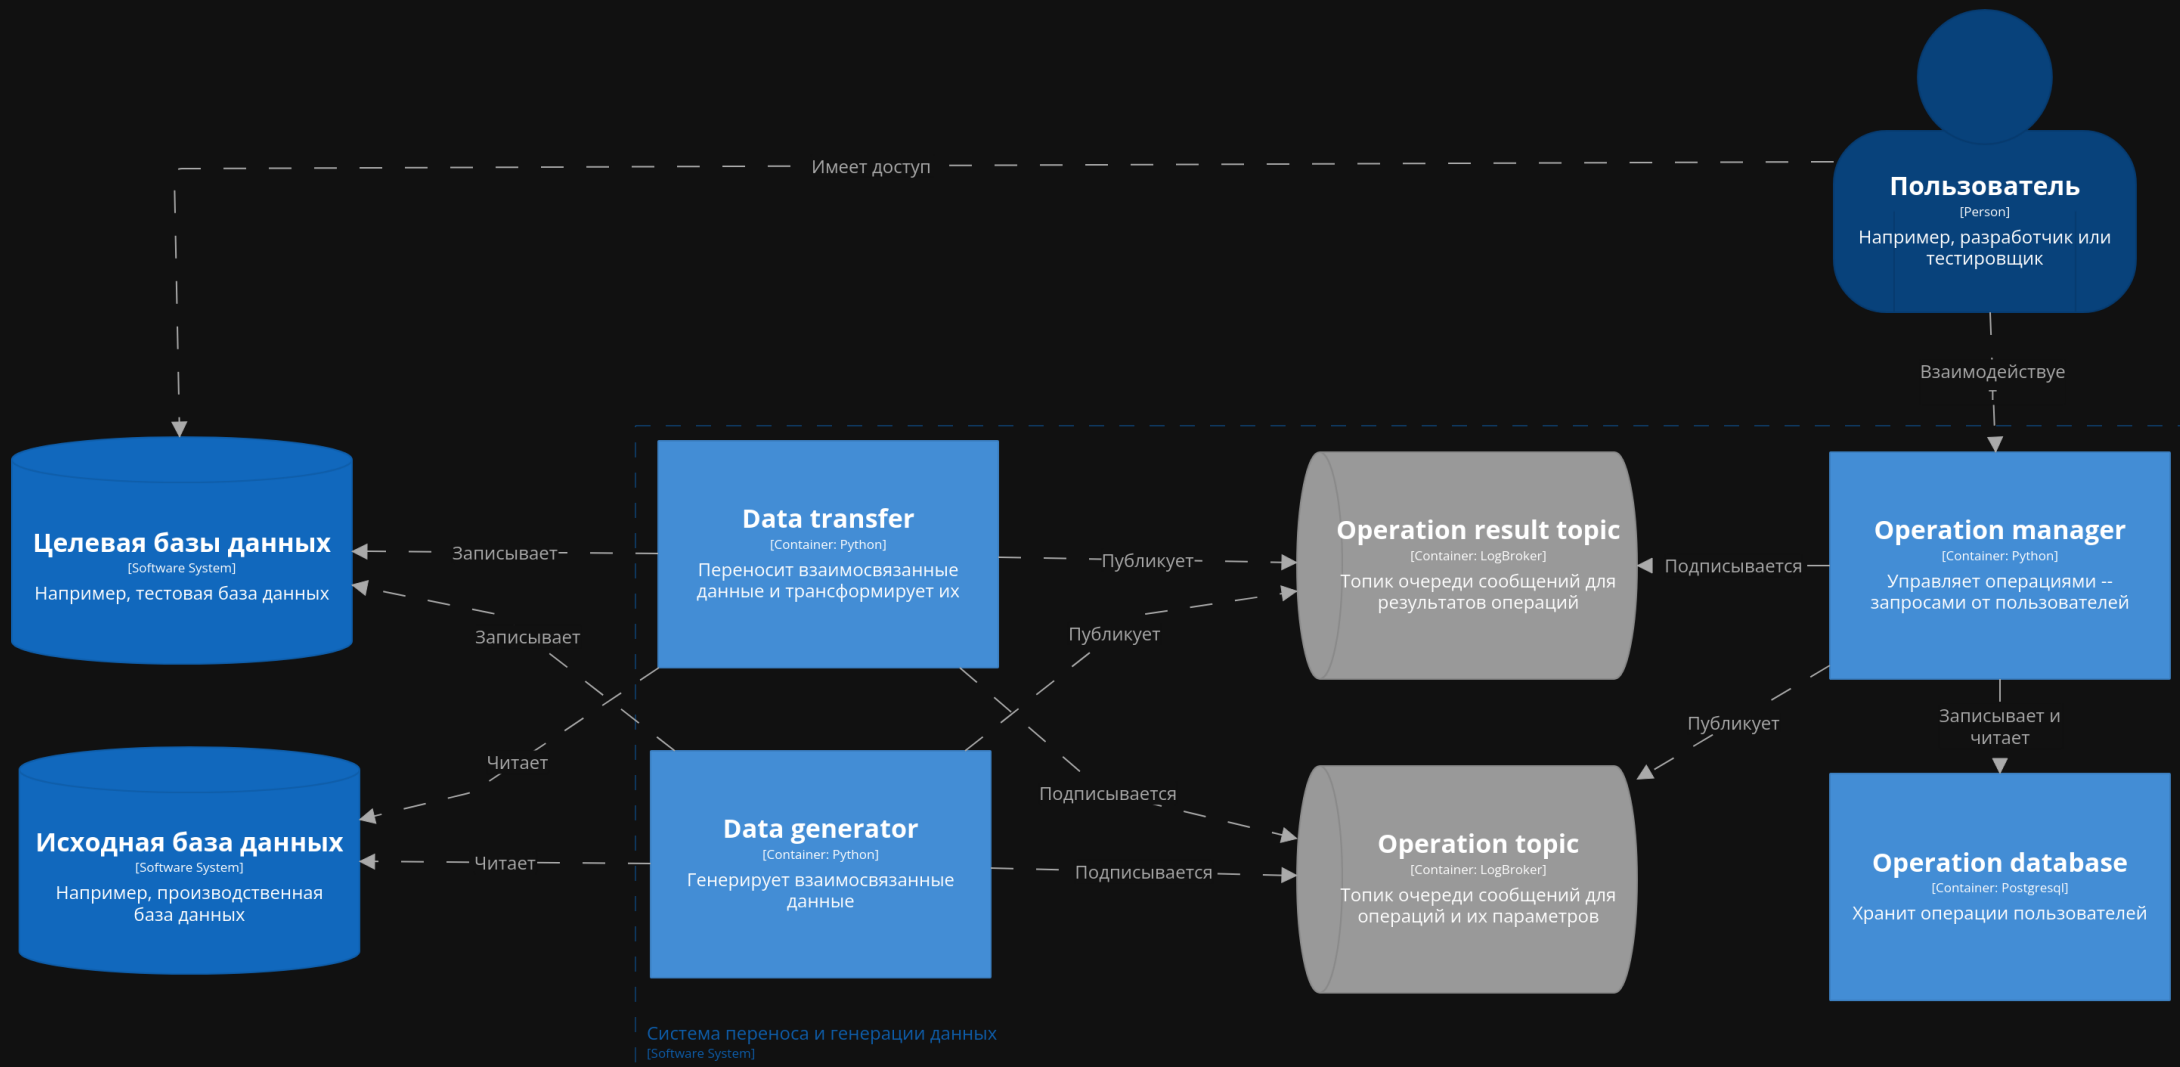 Имеет доступ
Пользователь
[Person]
Например, разработчик или
тестировщик
Взаимодействуе
т
Целевая базы данных
[Software System]
Например, тестовая база данных
Записывает
Записывает
Data transfer
[Container: Python]
Переносит взаимосвязанные
данные и трансформирует их
Публикует
Публикует
Operation result topic
[Container: LogBroker]
Топик очереди сообщений для
результатов операций
Подписывается
Operation manager
[Container: Python]
Управляет операциями --
запросами от пользователей
Публикует
Записывает и
читает
Исходная база данных
[Software System]
Например, производственная
база данных
Читает
Читает
Data generator
[Container: Python]
Генерирует взаимосвязанные
данные
Подписывается
Подписывается
Operation topic
[Container: LogBroker]
Топик очереди сообщений для
операций и их параметров
Operation database
[Container: Postgresql]
Хранит операции пользователей
Система переноса и генерации данных
[Software System]